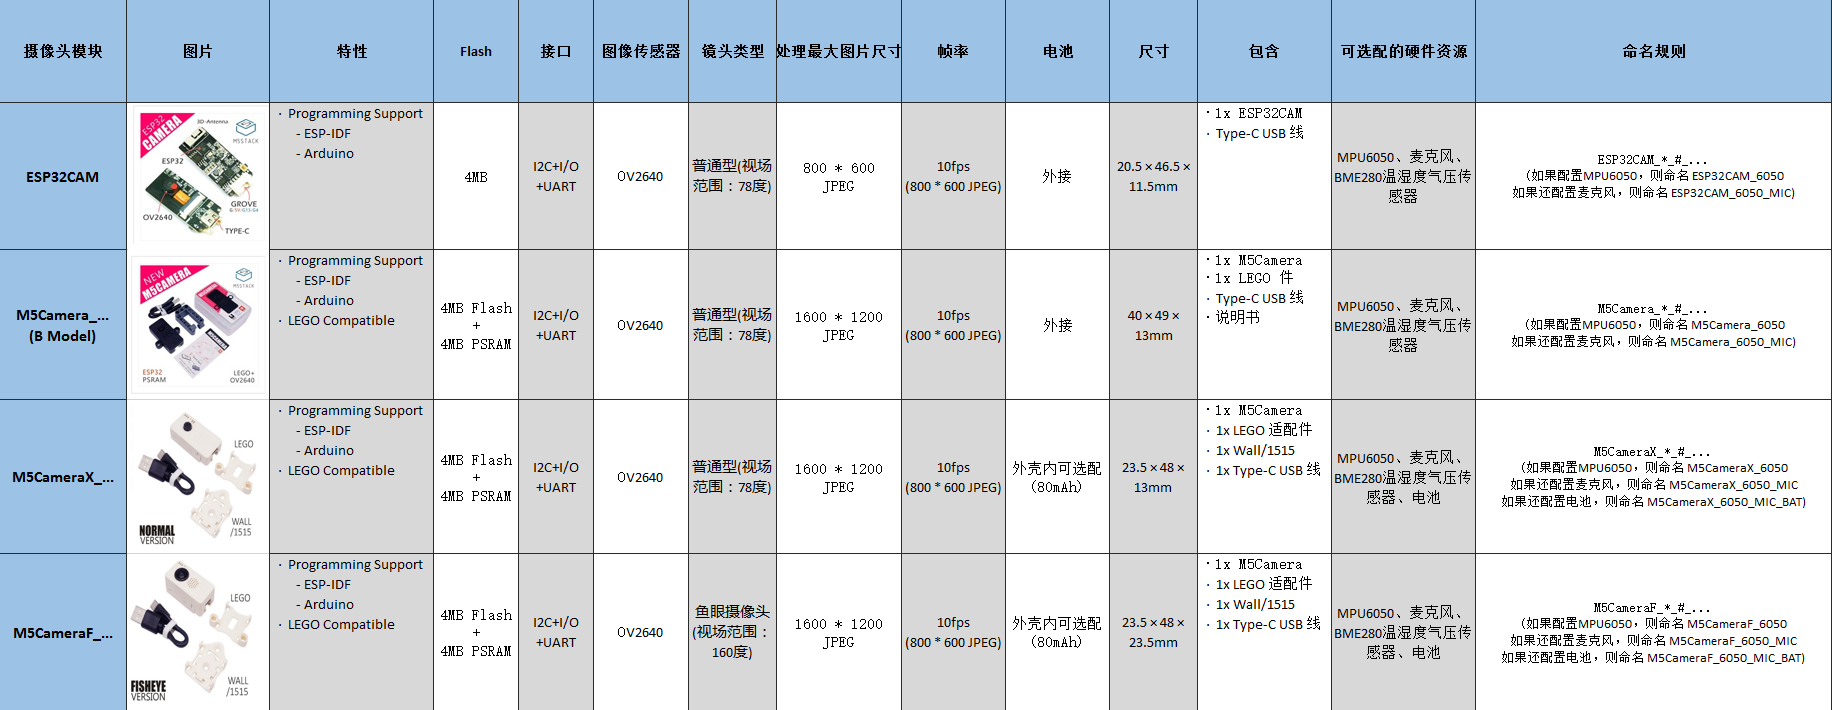 摄像头模块
图片
特性
Flash
接口
图像传感器
镜头类型
处理最大图片尺寸
帧率
电池
尺寸
包含
可选配的硬件资源
命名规则
ESP32CAM
ESP32
CAMERA
3D-Antenna
M5STACK
ESP32
OV2640
GROVE
G/5V/G13/G4
TYPE-C
· Programming Support
- ESP-IDF
- Arduino
4MB
I2C+I/O
+UART
OV2640
普通型(视场
范围：78度)
800 * 600
JPEG
10fps
(800 * 600 JPEG)
外接
20.5×46.5×
11.5mm
· 1x ESP32CAM
· Type-C USB 线
MPU6050、麦克风、
BME280温湿度气压传
感器
ESP32CAM_*_#_...
(如果配置MPU6050，则命名 ESP32CAM_6050
如果还配置麦克风，则命名 ESP32CAM_6050_MIC)
M5Camera_...
(B Model)
NEW
M5CAMERA
M5STACK
ESP32
PSRAM
LEGO+
OV2640
· Programming Support
- ESP-IDF
- Arduino
· LEGO Compatible
4MB Flash
+
4MB PSRAM
I2C+I/O
+UART
OV2640
普通型(视场
范围：78度)
1600 * 1200
JPEG
10fps
(800 * 600 JPEG)
外接
40×49×
13mm
· 1x M5Camera
· 1x LEGO 件
· Type-C USB 线
· 说明书
MPU6050、麦克风、
BME280温湿度气压传
感器
M5Camera_*_#_...
(如果配置MPU6050，则命名 M5Camera_6050
如果还配置麦克风，则命名 M5Camera_6050_MIC)
M5CameraX_...
LEGO
WALL
/1515
NORMAL
VERSION
· Programming Support
- ESP-IDF
- Arduino
· LEGO Compatible
4MB Flash
+
4MB PSRAM
I2C+I/O
+UART
OV2640
普通型(视场
范围：78度)
1600 * 1200
JPEG
10fps
(800 * 600 JPEG)
外壳内可选配
(80mAh)
23.5×48×
13mm
· 1x M5Camera
· 1x LEGO 适配件
· 1x Wall/1515
· 1x Type-C USB 线
MPU6050、麦克风、
BME280温湿度气压传
感器、电池
M5CameraX_*_#_...
(如果配置MPU6050，则命名 M5CameraX_6050
如果还配置麦克风，则命名 M5CameraX_6050_MIC
如果还配置电池，则命名 M5CameraX_6050_MIC_BAT)
M5CameraF_...
LEGO
WALL
/1515
FISHEYE
VERSION
· Programming Support
- ESP-IDF
- Arduino
· LEGO Compatible
4MB Flash
+
4MB PSRAM
I2C+I/O
+UART
OV2640
鱼眼摄像头
(视场范围：
160度)
1600 * 1200
JPEG
10fps
(800 * 600 JPEG)
外壳内可选配
(80mAh)
23.5×48×
23.5mm
· 1x M5Camera
· 1x LEGO 适配件
· 1x Wall/1515
· 1x Type-C USB 线
MPU6050、麦克风、
BME280温湿度气压传
感器、电池
M5CameraF_*_#_...
(如果配置MPU6050，则命名 M5CameraF_6050
如果还配置麦克风，则命名 M5CameraF_6050_MIC
如果还配置电池，则命名 M5CameraF_6050_MIC_BAT)